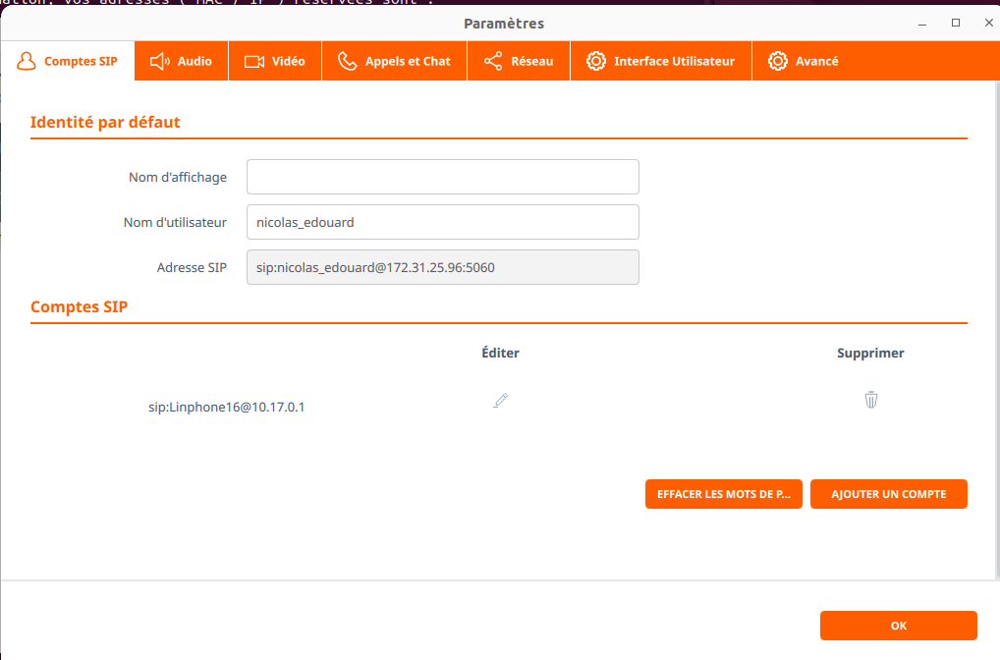 ation, vos adresses ( MAC / IP ) réservées sont :
Paramètres
Comptes SIP
Audio
Vidéo
Appels et Chat
Réseau
Interface Utilisateur
Avancé
Identité par défaut
Nom d'affichage
Nom d'utilisateur nicolas_edouard
Adresse SIP sip:nicolas_edouard@172.31.25.96:5060
Comptes SIP
Éditer Supprimer
sip:Linphone16@10.17.0.1
EFFACER LES MOTS DE P... AJOUTER UN COMPTE
OK